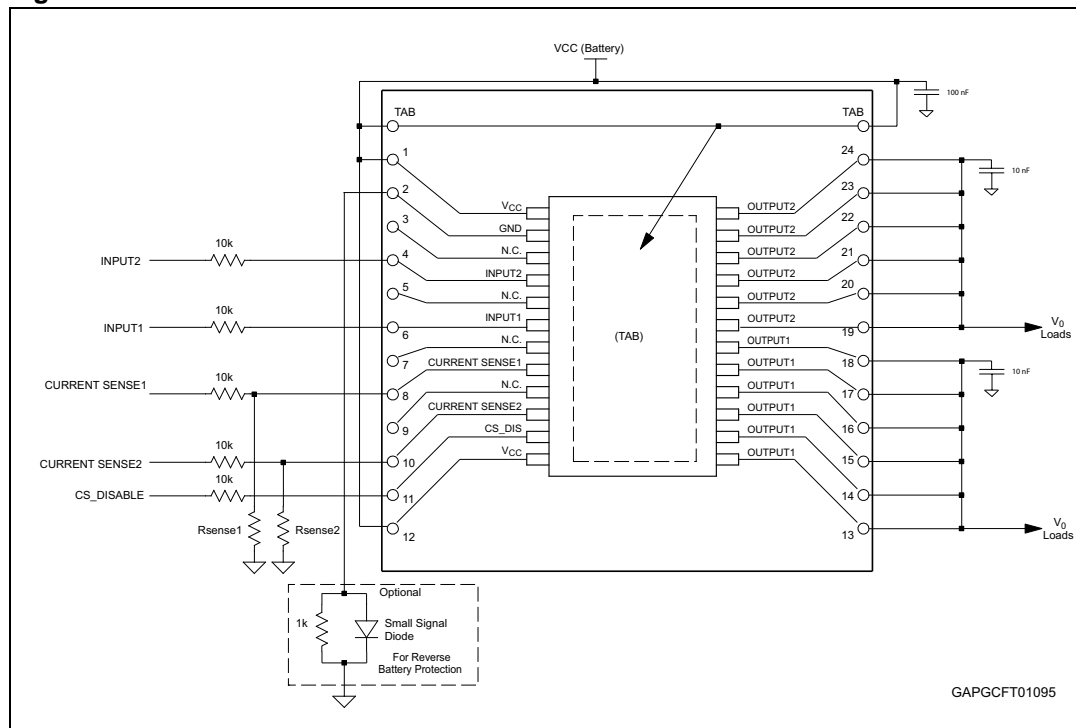 VCC (Battery)
100 nF
TAB
TAB
1
24
10 nF
2
23
VCC
OUTPUT2
3
22
GND
OUTPUT2
10k
4
N.C.
OUTPUT2
21
INPUT2
INPUT2
OUTPUT2
5
20
N.C.
OUTPUT2
10k
INPUT1
INPUT1
OUTPUT2
6
19
V0
Loads
(TAB)
N.C.
OUTPUT1
7
18
10k
CURRENT SENSE1
OUTPUT1
10 nF
CURRENT SENSE1
8
17
N.C.
OUTPUT1
9
CURRENT SENSE2
OUTPUT1
16
10k
CS_DIS
OUTPUT1
CURRENT SENSE2
10
15
10k
VCC
OUTPUT1
CS_DISABLE
11
14
Rsense1
Rsense2
12
13
V0
Loads
Optional
1k
Small Signal
Diode
For Reverse
Battery Protection
GAPGCFT01095